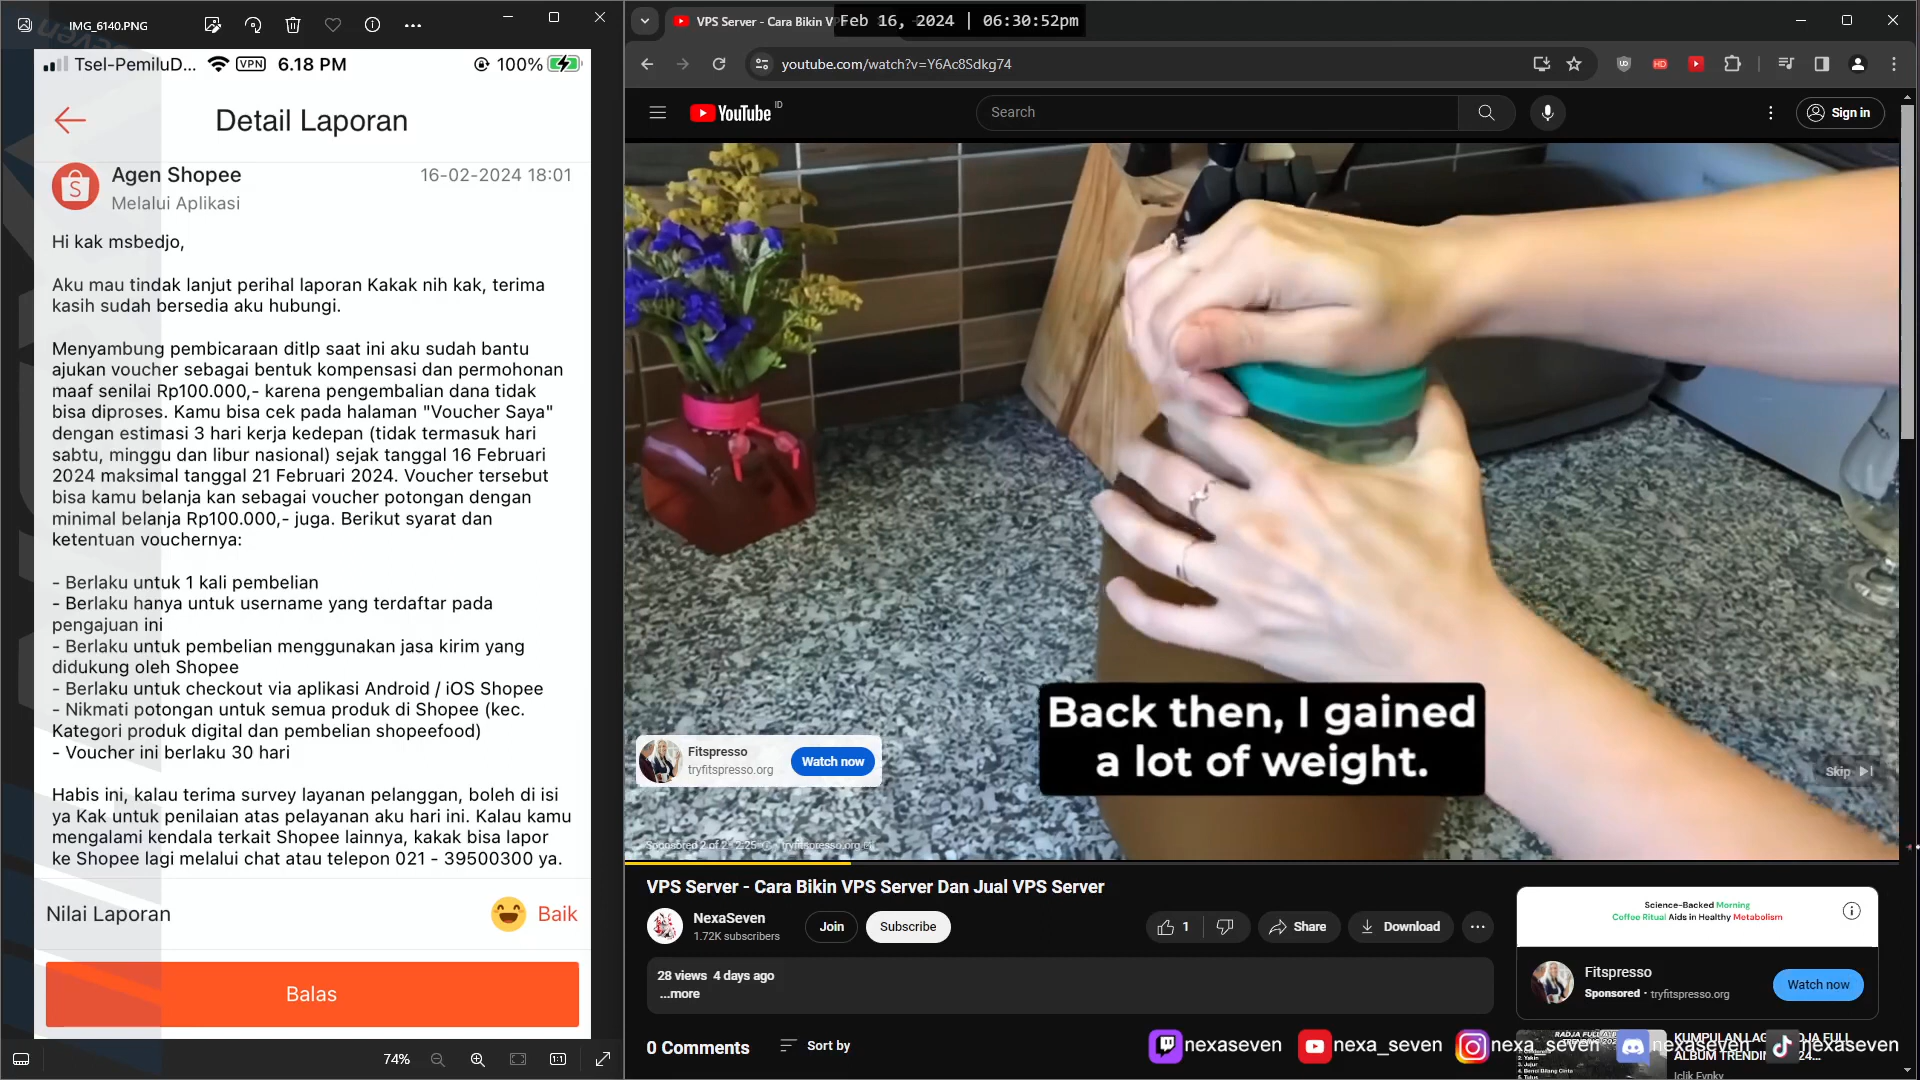 IMG_6140.PNG
Tsel-PemiluD... VPN 6.18 PM 100%
Detail Laporan
Agen Shopee 16-02-2024 18:01
Melalui Aplikasi
Hi kak msbedjo,
Aku mau tindak lanjut perihal laporan Kakak nih kak, terima
kasih sudah bersedia aku hubungi.
Menyambung pembicaraan ditlp saat ini aku sudah bantu
ajukan voucher sebagai bentuk kompensasi dan permohonan
maaf senilai Rp100.000,- karena pengembalian dana tidak
bisa diproses. Kamu bisa cek pada halaman "Voucher Saya"
dengan estimasi 3 hari kerja kedepan (tidak termasuk hari
sabtu, minggu dan libur nasional) sejak tanggal 16 Februari
2024 maksimal tanggal 21 Februari 2024. Voucher tersebut
bisa kamu belanja kan sebagai voucher potongan dengan
minimal belanja Rp100.000,- juga. Berikut syarat dan
ketentuan vouchernya:
- Berlaku untuk 1 kali pembelian
- Berlaku hanya untuk username yang terdaftar pada
pengajuan ini
- Berlaku untuk pembelian menggunakan jasa kirim yang
didukung oleh Shopee
- Berlaku untuk checkout via aplikasi Android / iOS Shopee
- Nikmati potongan untuk semua produk di Shopee (kec.
Kategori produk digital dan pembelian shopeefood)
- Voucher ini berlaku 30 hari
Habis ini, kalau terima survey layanan pelanggan, boleh di isi
ya Kak untuk penilaian atas pelayanan aku hari ini. Kalau kamu
mengalami kendala terkait Shopee lainnya, kakak bisa lapor
ke Shopee lagi melalui chat atau telepon 021 - 39500300 ya.
Nilai Laporan Baik
Balas
74%
VPS Server - Cara Bikin VP
Feb 16, 2024 | 06:30:52pm
youtube.com/watch?v=Y6Ac8Sdkg74
YouTube ID
Search
Sign in
Back then, I gained
a lot of weight.
Fitspresso
tryfitspresso.org
Watch now
Skip
Sponsored 2 of 2 · 2:25 tryfitspresso.org
VPS Server - Cara Bikin VPS Server Dan Jual VPS Server
NexaSeven
1.72K subscribers
Join
Subscribe
1
Share
Download
28 views 4 days ago
...more
0 Comments
Sort by
Science-Backed Morning
Coffee Ritual Aids in Healthy Metabolism
Fitspresso
Sponsored · tryfitspresso.org
Watch now
nexaseven nexa_seven nexa_seven nexaseven nexaseven